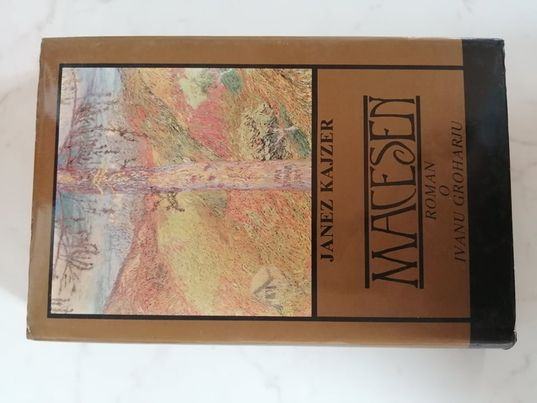 JANEZ KAJZER
MACESEN
ROMAN
O
IVANU GROHARJU